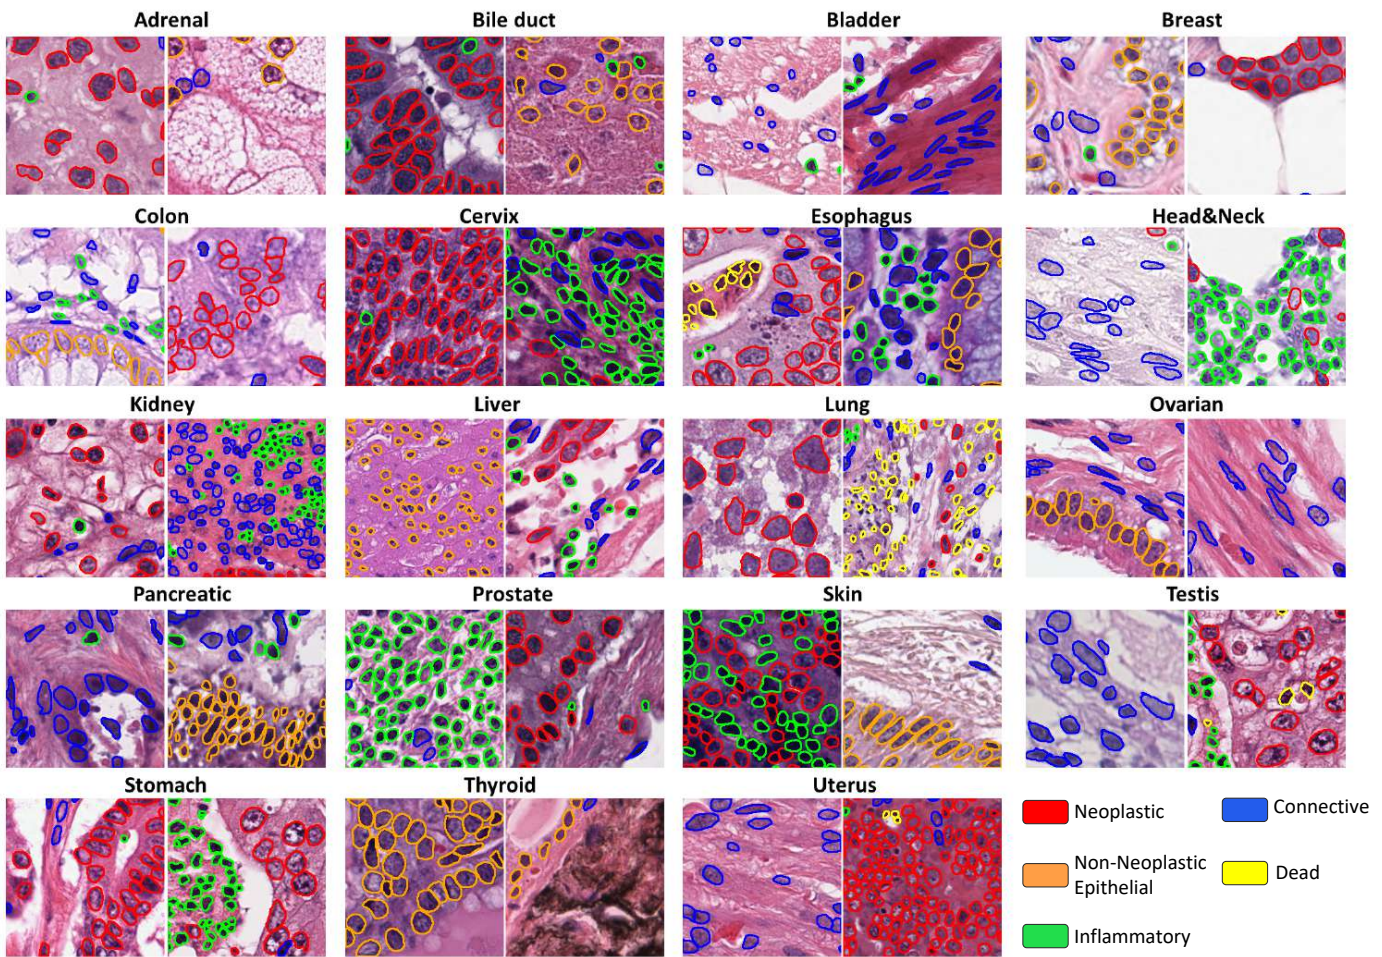 Adrenal
Bile duct
Bladder
Breast
Colon
Cervix
Esophagus
Head&Neck
Kidney
Liver
Lung
Ovarian
Pancreatic
Prostate
Skin
Testis
Stomach
Thyroid
Uterus
Neoplastic
Connective
Non-Neoplastic
Epithelial
Dead
Inflammatory